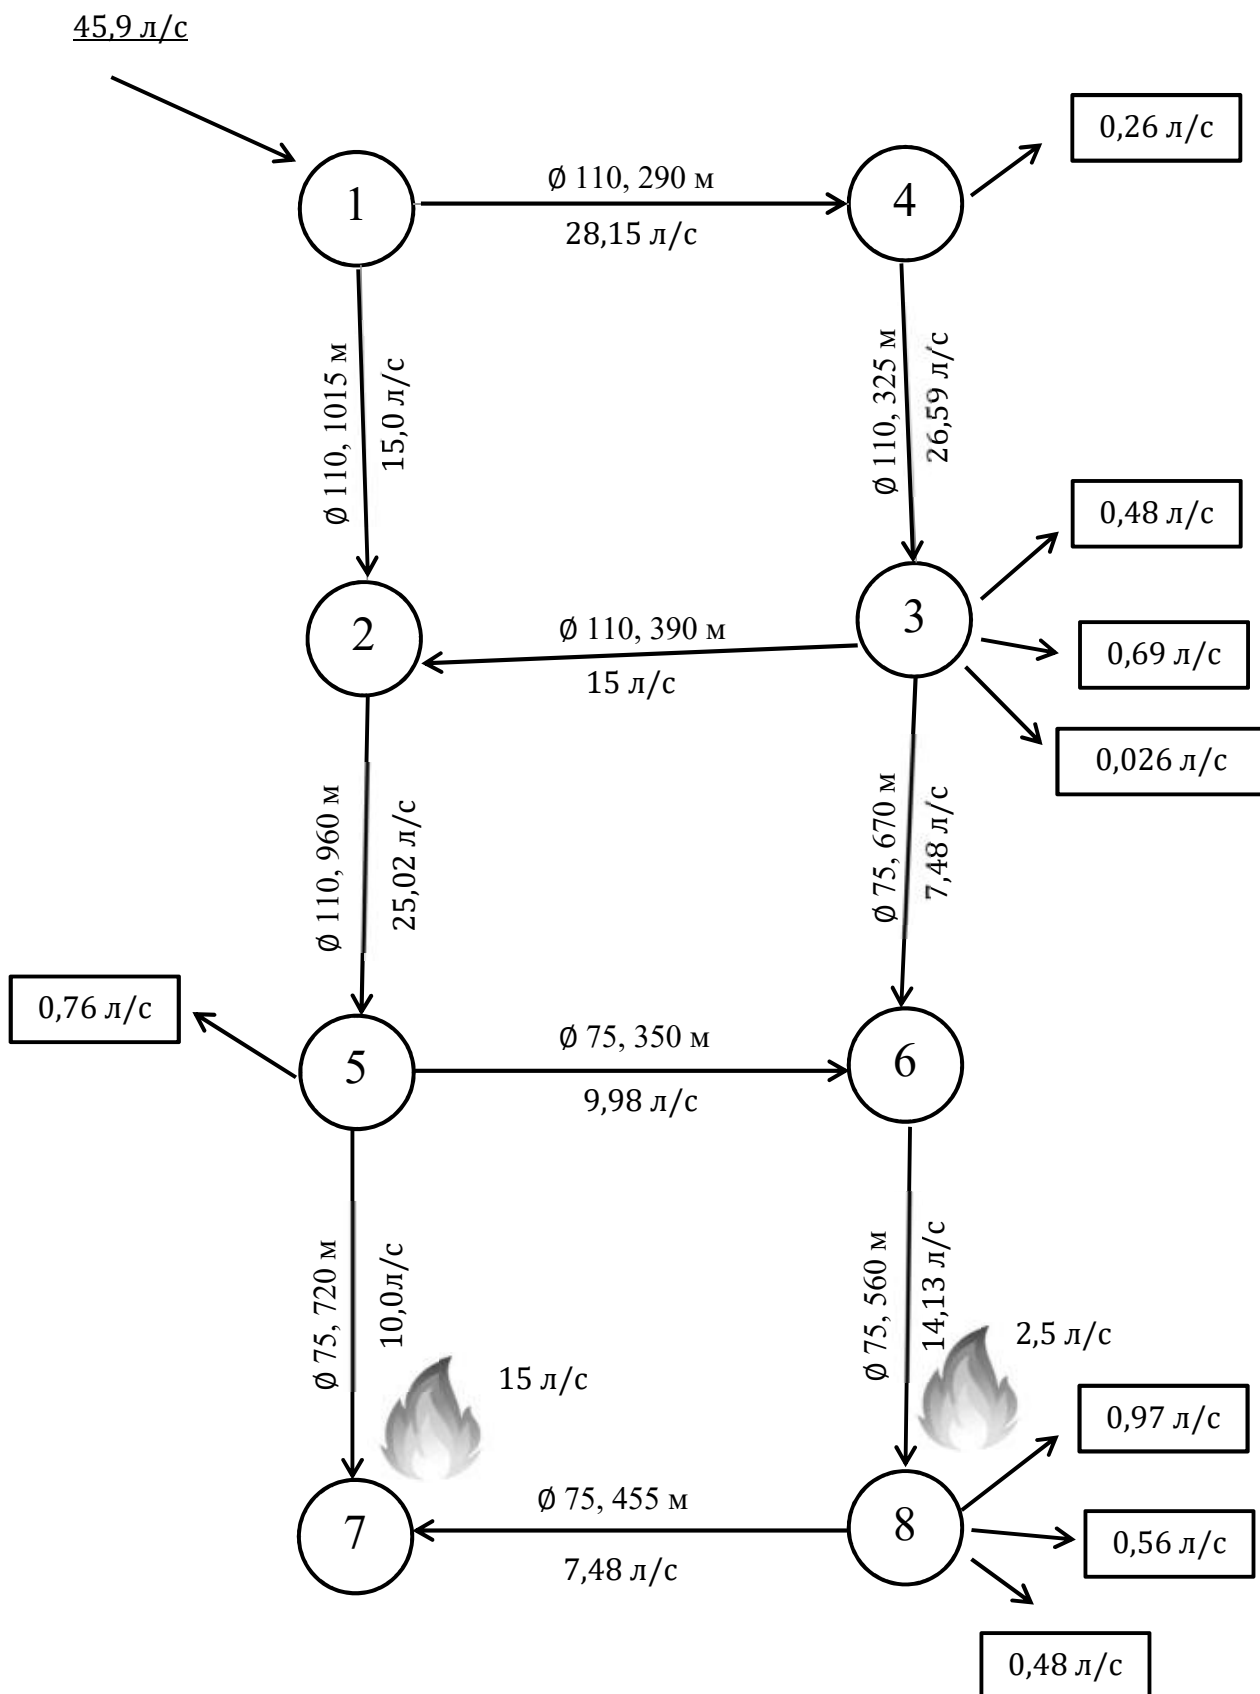 45,9 л/с
0,26 л/с
Ø 110, 290 м
1
4
28,15 л/с
Ø 110, 1015 м
15,0 л/с
Ø 110, 325 м
26,59 л/с
0,48 л/с
2
Ø 110, 390 м
3
0,69 л/с
15 л/с
0,026 л/с
Ø 110, 960 м
25,02 л/с
Ø 75, 670 м
7,48 л/с
0,76 л/с
Ø 75, 350 м
5
6
9,98 л/с
Ø 75, 720 м
10,0л/с
Ø 75, 560 м
14,13 л/с
2,5 л/с
15 л/с
0,97 л/с
Ø 75, 455 м
7
8
0,56 л/с
7,48 л/с
0,48 л/с